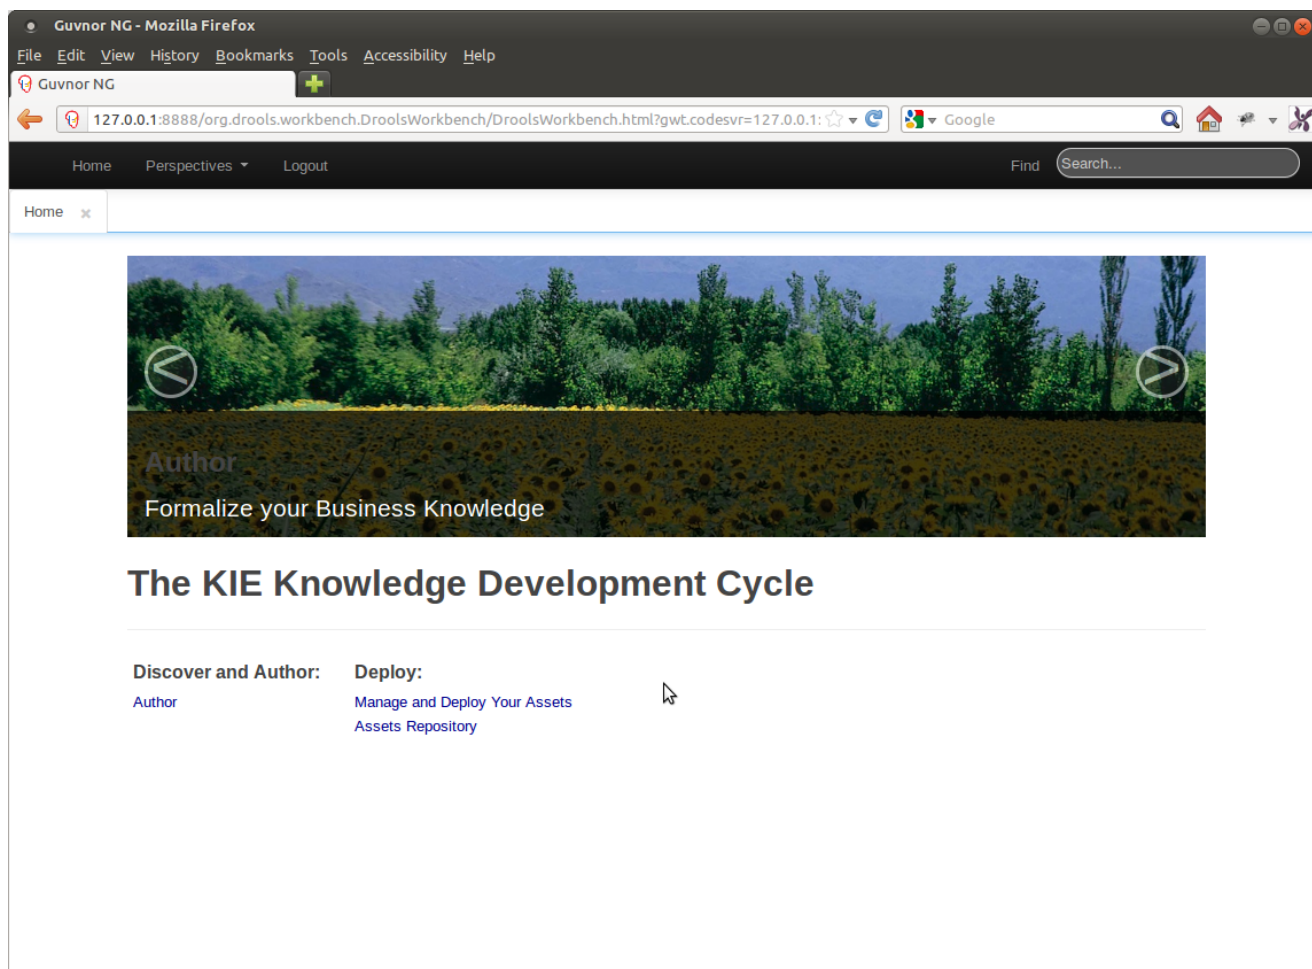 Guvnor NG - Mozilla Firefox
File Edit View History Bookmarks Tools Accessibility Help
Guvnor NG
127.0.0.1:8888/org.drools.workbench.DroolsWorkbench/DroolsWorkbench.html?gwt.codesvr=127.0.0.1: Google
Home Perspectives Logout Find Search...
Home
Author
Formalize your Business Knowledge
The KIE Knowledge Development Cycle
Discover and Author: Deploy:
Author Manage and Deploy Your Assets
Assets Repository